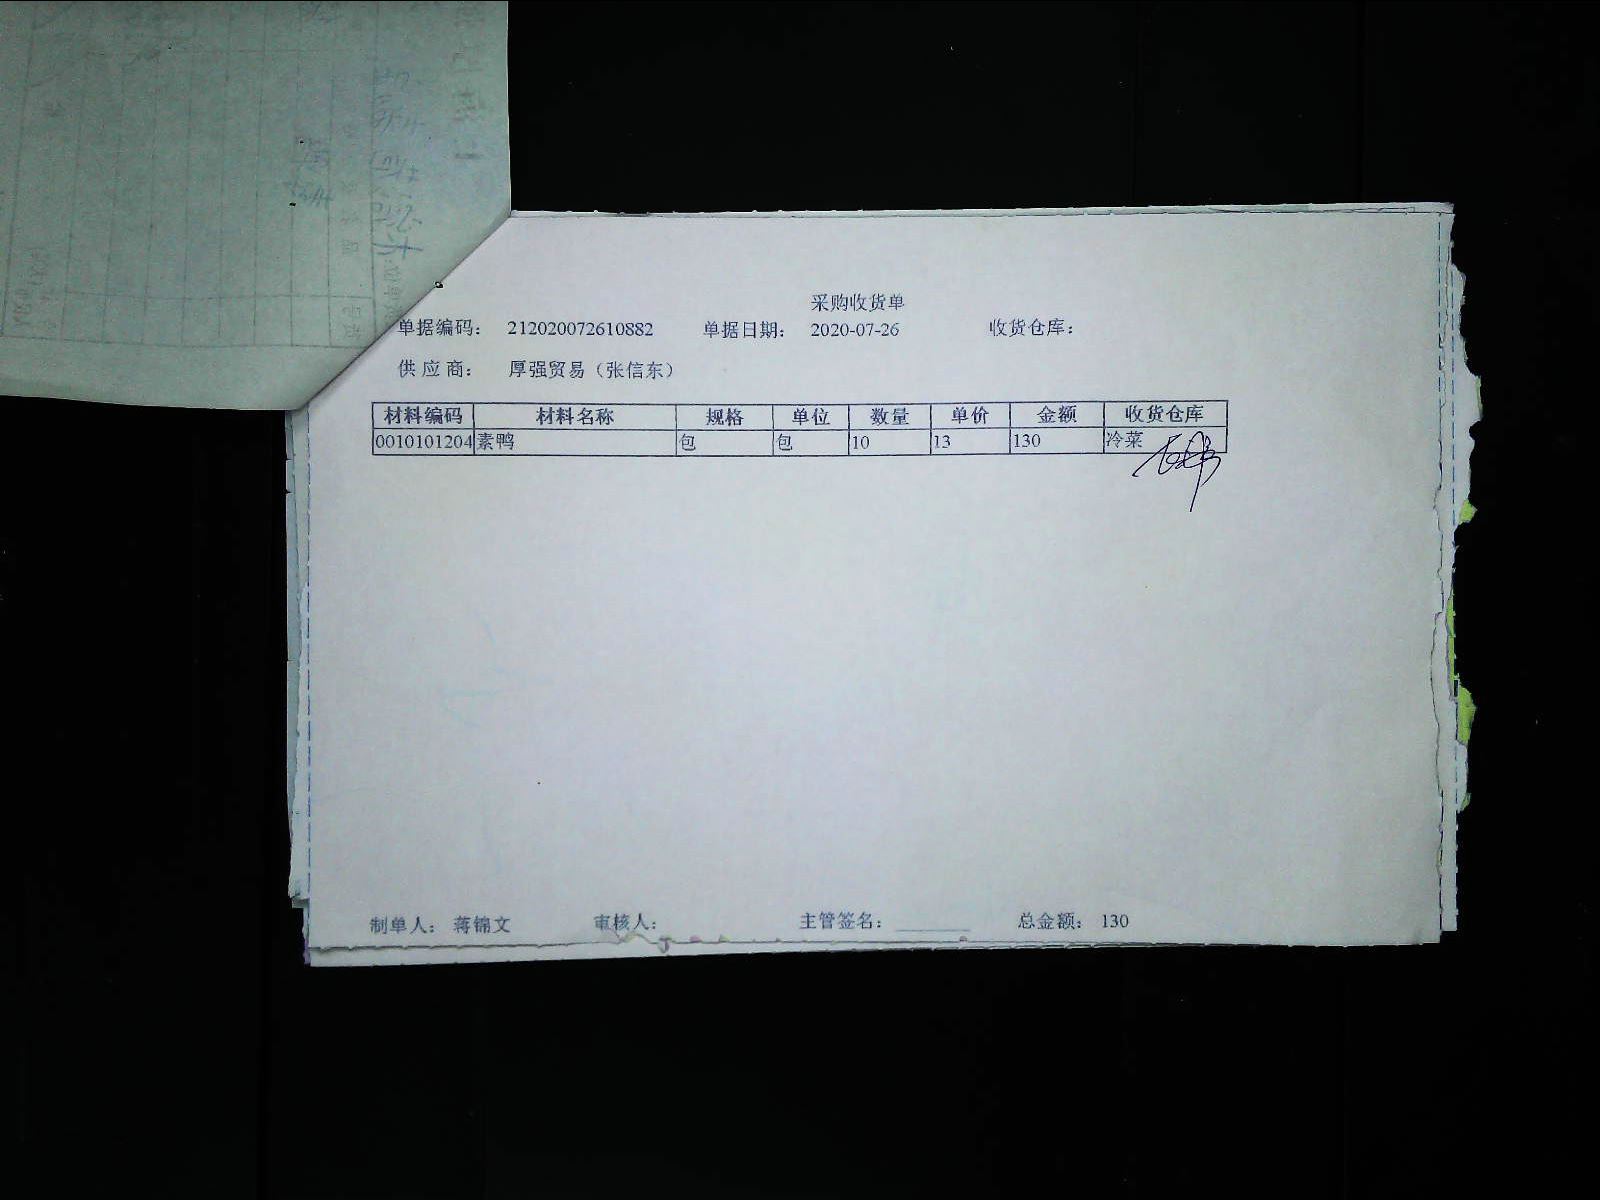 采购收货单
单据编码： 212020072610882 单据日期： 2020-07-26 收货仓库：
供应商： 厚强贸易（张信东）
材料编码 材料名称 规格 单位 数量 单价 金额 收货仓库
0010101204 素鸭 包 包 10 13 130 冷菜
制单人： 蒋锦文 审核人： 主管签名： 总金额： 130